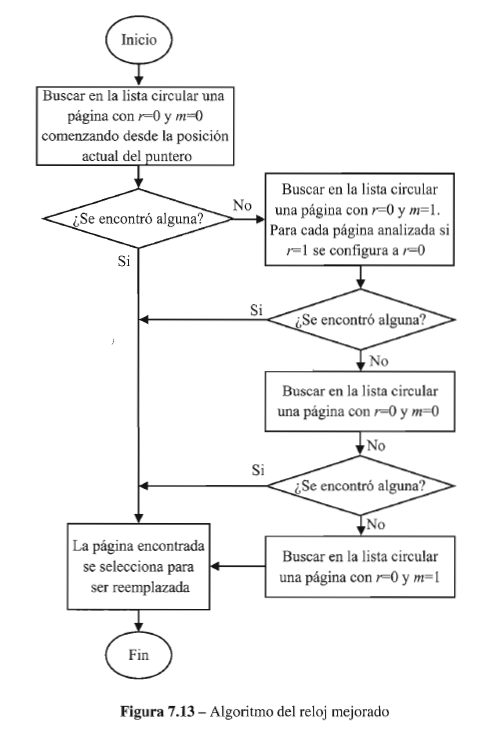 Inicio
Buscar en la lista circular una
página con r=0 y m=0
comenzando desde la posición
actual del puntero
¿Se encontró alguna?
No
Si
Buscar en la lista circular
una página con r=0 y m=1.
Para cada página analizada si
r=1 se configura a r=0
¿Se encontró alguna?
Si
No
Buscar en la lista circular
una página con r=0 y m=0
No
¿Se encontró alguna?
Si
No
Buscar en la lista circular
una página con r=0 y m=1
La página encontrada
se selecciona para
ser reemplazada
Fin
Figura 7.13 – Algoritmo del reloj mejorado